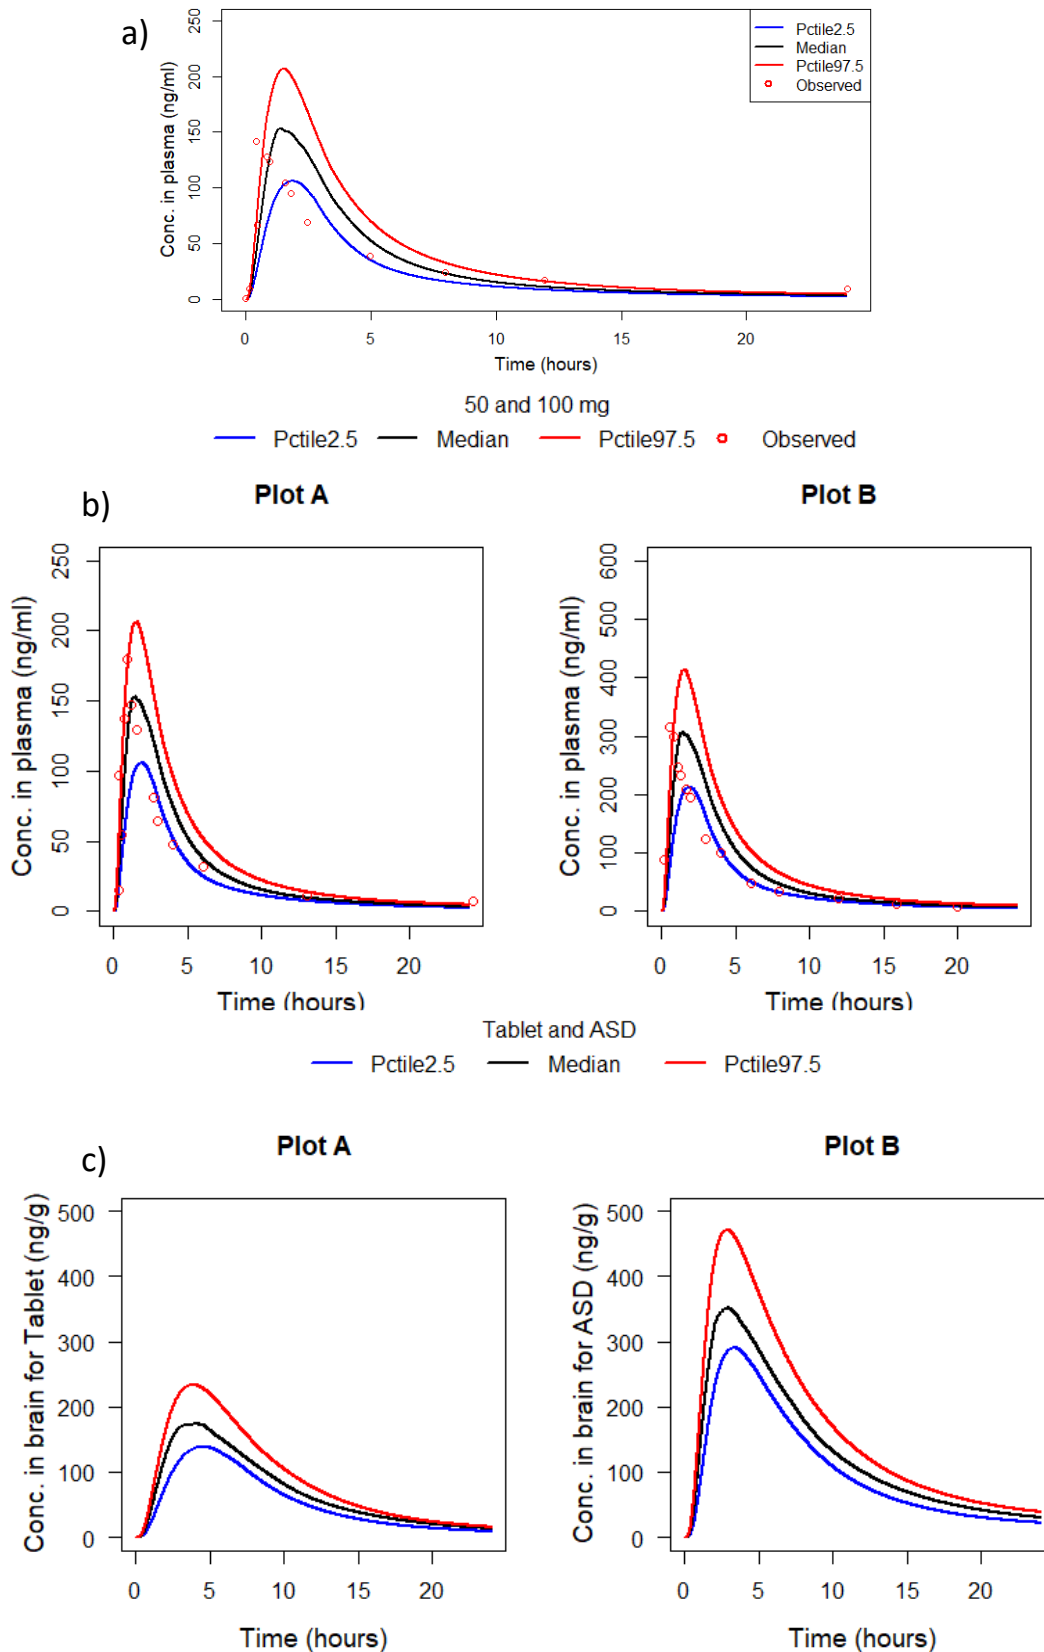 a)
Conc. in plasma (ng/ml)
250
200
150
100
50
0
Pctile2.5
Median
Pctile97.5
Observed
0 5 10 15 20
Time (hours)
50 and 100 mg
Pctile2.5 Median Pctile97.5 Observed
b)
Plot A
Conc. in plasma (ng/ml)
250
200
150
100
50
0
0 5 10 15 20
Time (hours)
Plot B
Conc. in plasma (ng/ml)
600
500
400
300
200
100
0
0 5 10 15 20
Time (hours)
Tablet and ASD
Pctile2.5 Median Pctile97.5
c)
Plot A
Conc. in brain for Tablet (ng/g)
500
400
300
200
100
0
0 5 10 15 20
Time (hours)
Plot B
Conc. in brain for ASD (ng/g)
500
400
300
200
100
0
0 5 10 15 20
Time (hours)